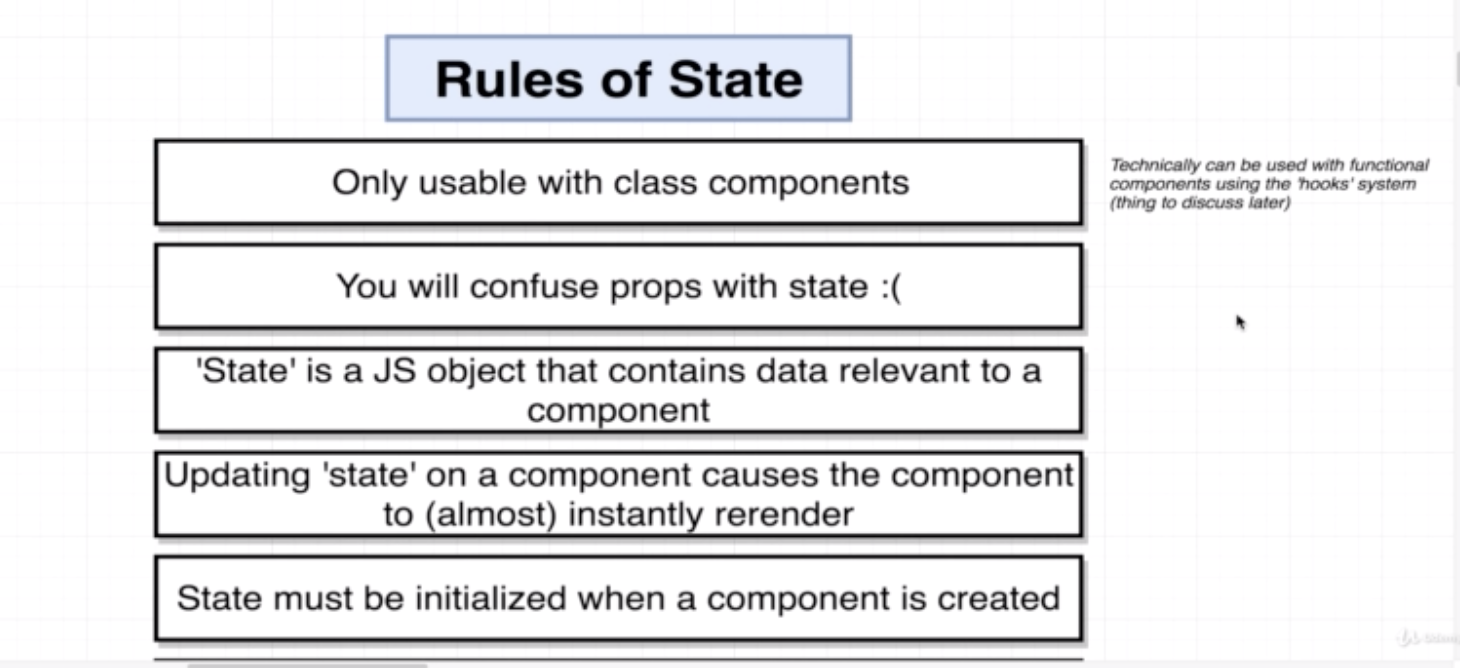 Rules of State
Only usable with class components
Technically can be used with functional
components using the 'hooks' system
(thing to discuss later)
You will confuse props with state :(
'State' is a JS object that contains data relevant to a
component
Updating 'state' on a component causes the component
to (almost) instantly rerender
State must be initialized when a component is created